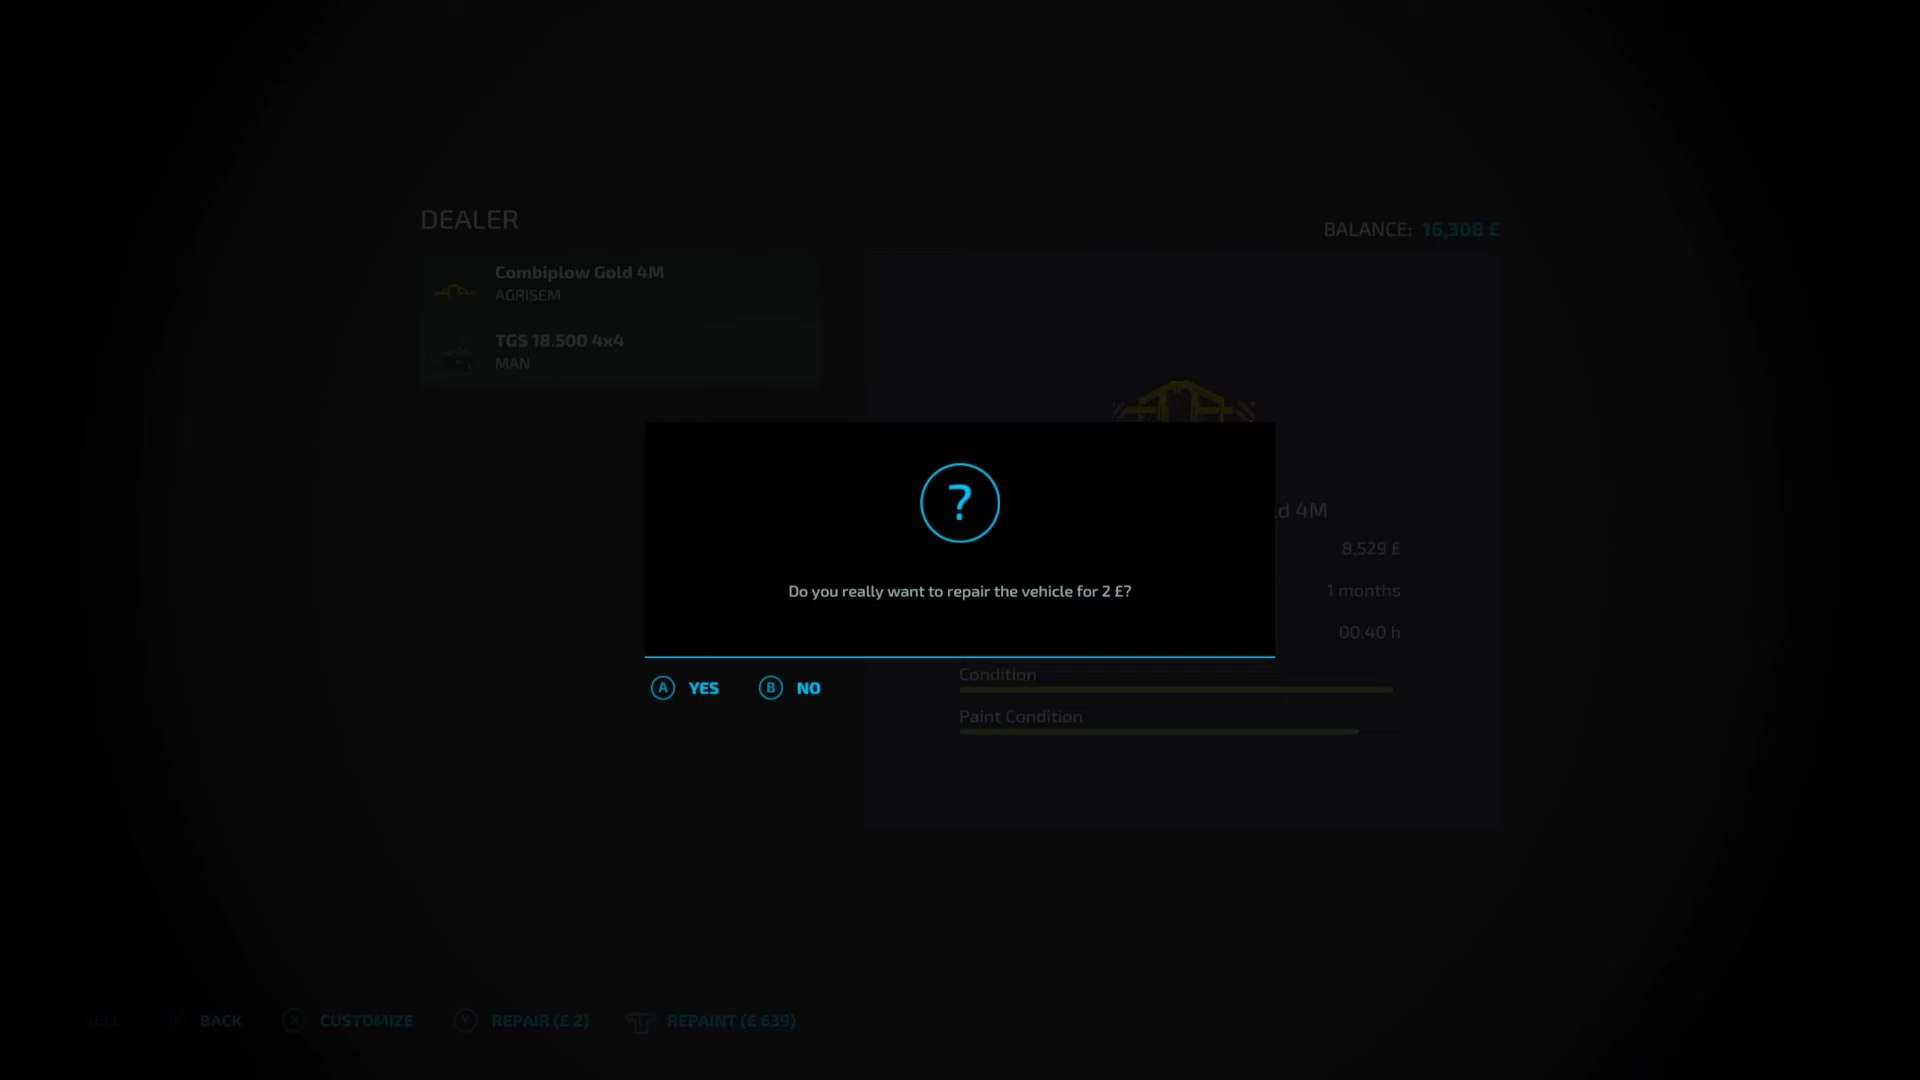 DEALER
BALANCE: 16,308 £
Combiplow Gold 4M
AGRISEM
TGS 18.500 4x4
MAN
?
d 4M
8,529 £
Do you really want to repair the vehicle for 2 £?
1 months
00.40 h
Condition
A YES B NO
Paint Condition
SELL BACK X CUSTOMIZE Y REPAIR (£ 2) REPAINT (£ 639)